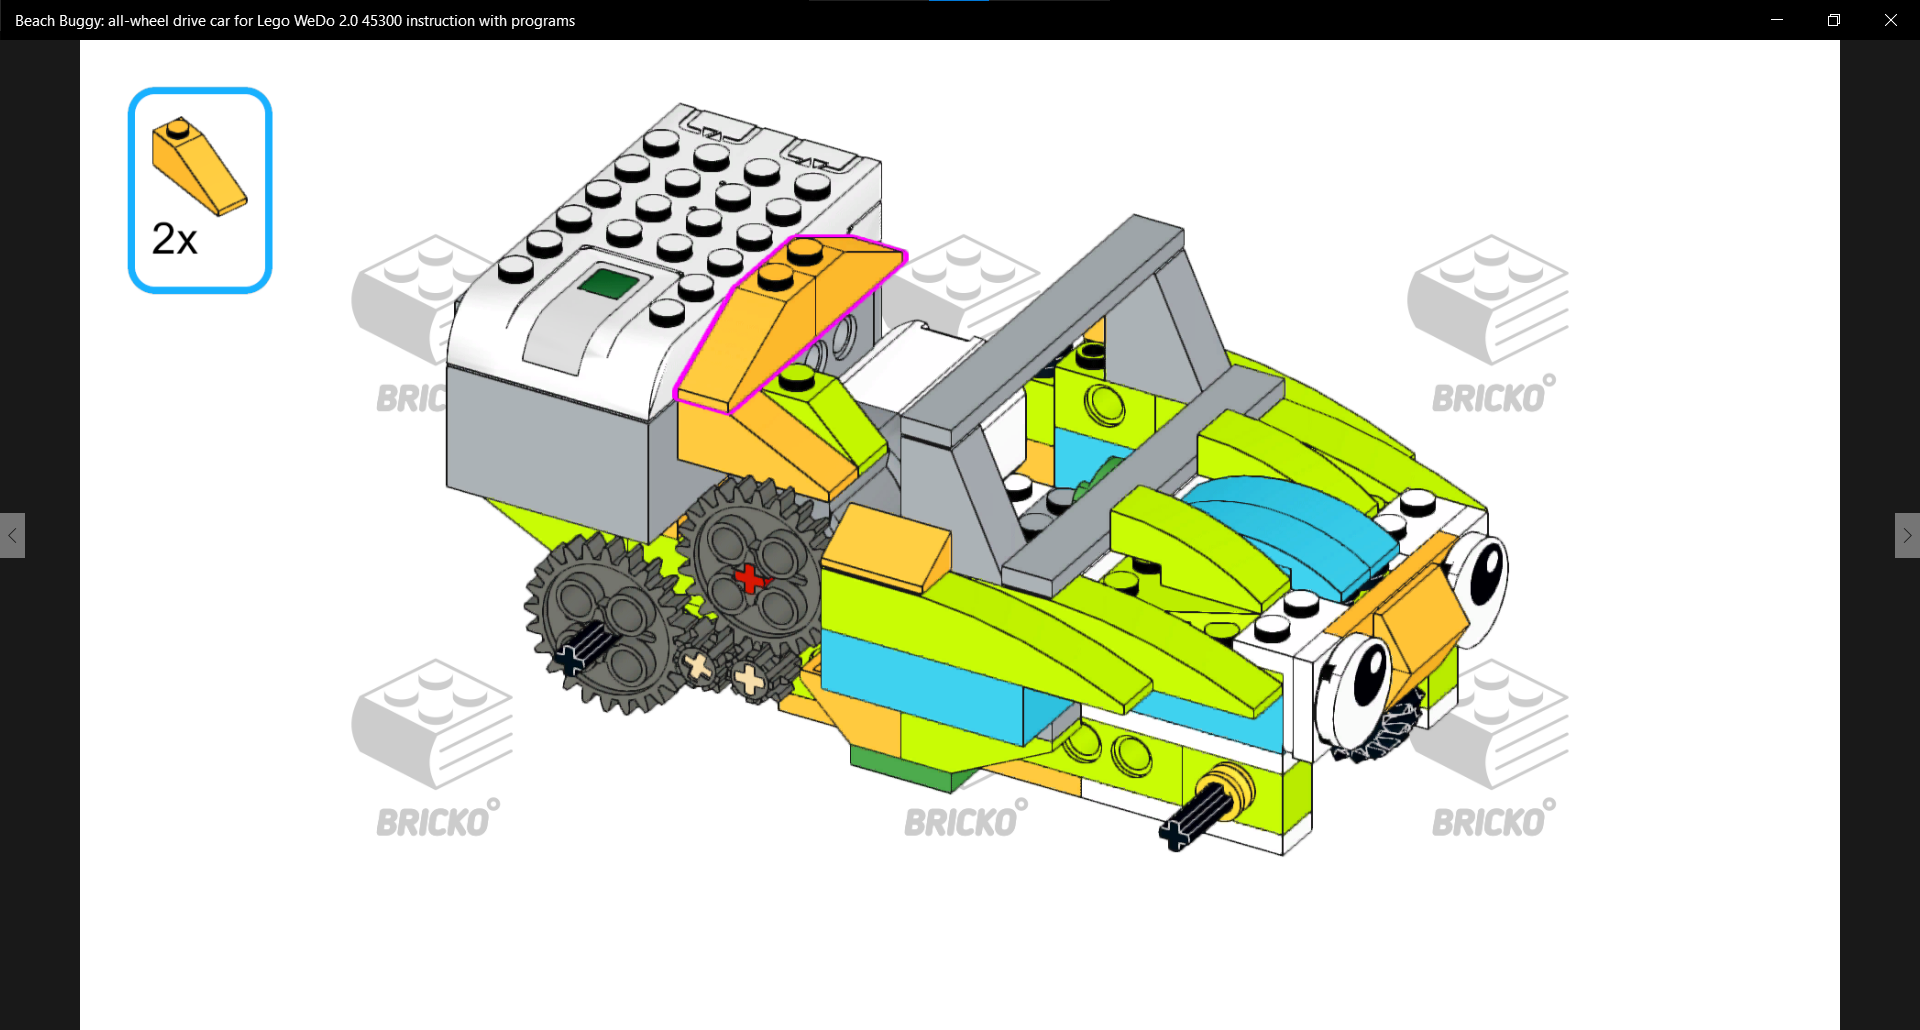 Beach Buggy: all-wheel drive car for Lego WeDo 2.0 45300 instruction with programs
2x
BRIC
BRICKO
BRICKO
BRICKO
BRICKO